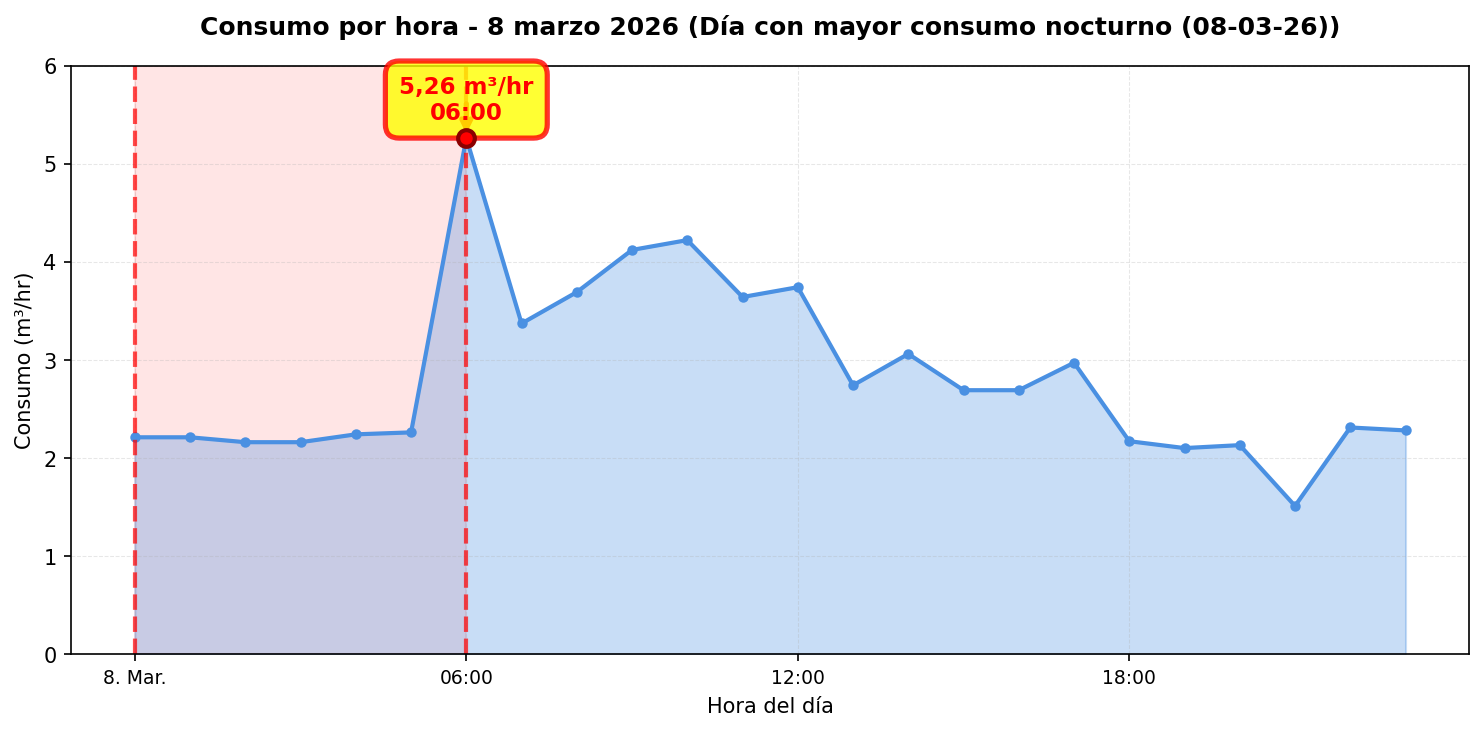 Consumo por hora - 8 marzo 2026 (Día con mayor consumo nocturno (08-03-26))
5,26 m³/hr
06:00
Consumo (m³/hr)
6
5
4
3
2
1
0
8. Mar.
06:00
12:00
18:00
Hora del día